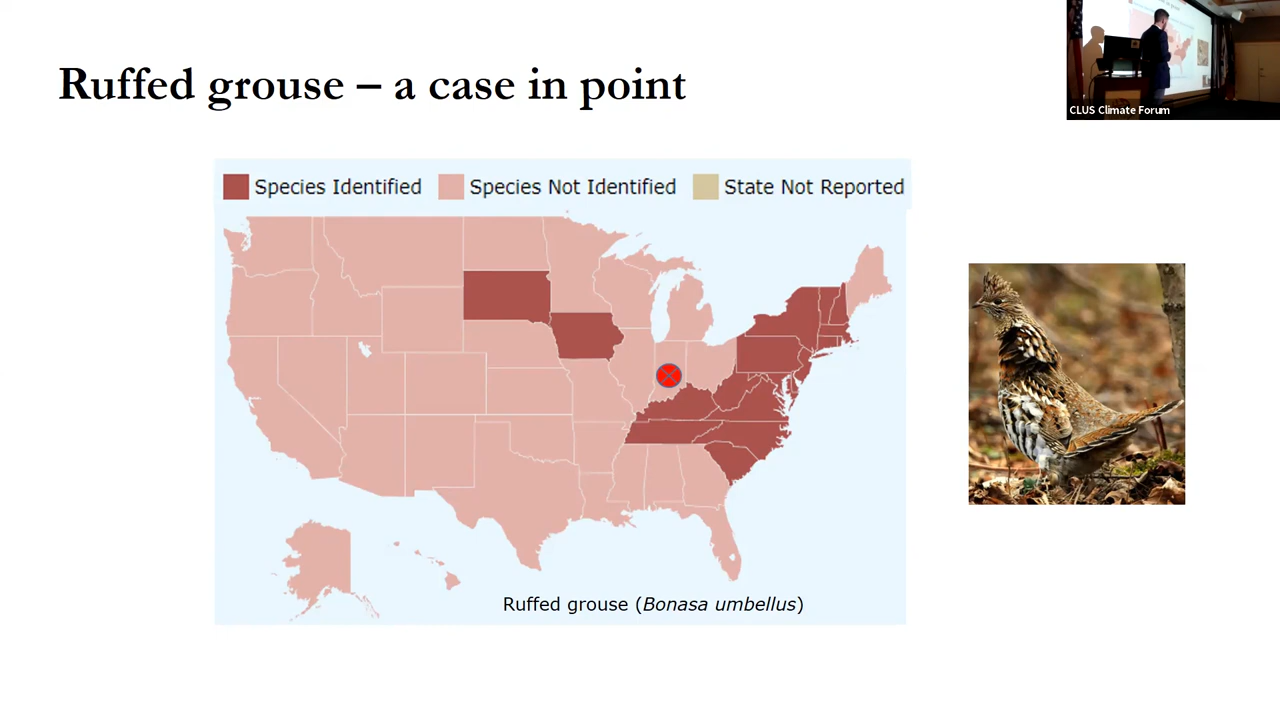 Ruffed grouse – a case in point
CLUS Climate Forum
Species Identified
Species Not Identified
State Not Reported
Ruffed grouse (Bonasa umbellus)